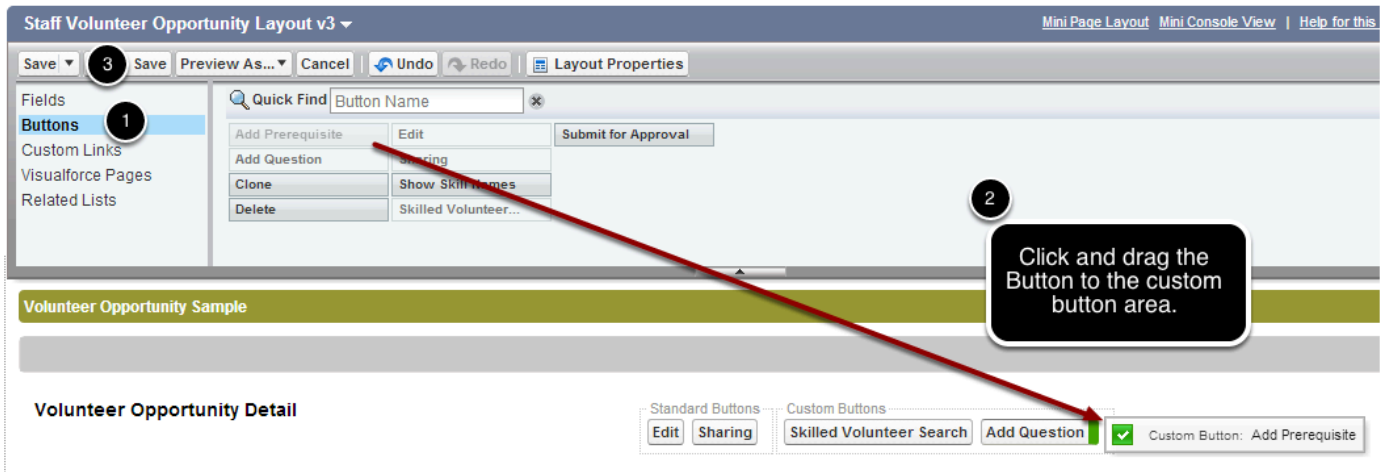 Staff Volunteer Opportunity Layout v3
Mini Page Layout Mini Console View | Help for this
Save 3 Save Preview As... Cancel Undo Redo Layout Properties
Fields
Buttons 1
Custom Links
Visualforce Pages
Related Lists
Quick Find Button Name
Add Prerequisite Edit Submit for Approval
Add Question Sharing
Clone Show Skill Names
Delete Skilled Volunteer...
2
Click and drag the
Button to the custom
button area.
Volunteer Opportunity Sample
Volunteer Opportunity Detail
Standard Buttons Custom Buttons
Edit Sharing Skilled Volunteer Search Add Question Custom Button: Add Prerequisite